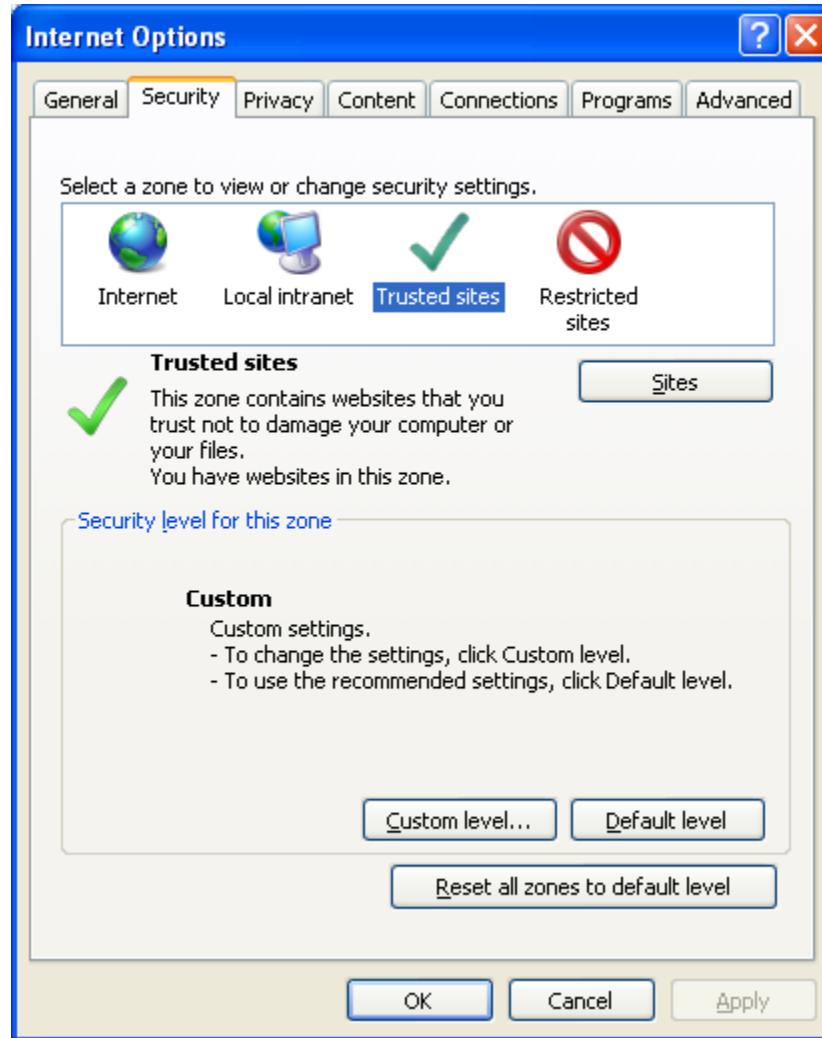 Internet Options
General Security Privacy Content Connections Programs Advanced
Select a zone to view or change security settings.
Internet Local intranet Trusted sites Restricted sites
Trusted sites
Sites
This zone contains websites that you
trust not to damage your computer or
your files.
You have websites in this zone.
Security level for this zone
Custom
Custom settings.
- To change the settings, click Custom level.
- To use the recommended settings, click Default level.
Custom level... Default level
Reset all zones to default level
OK Cancel Apply